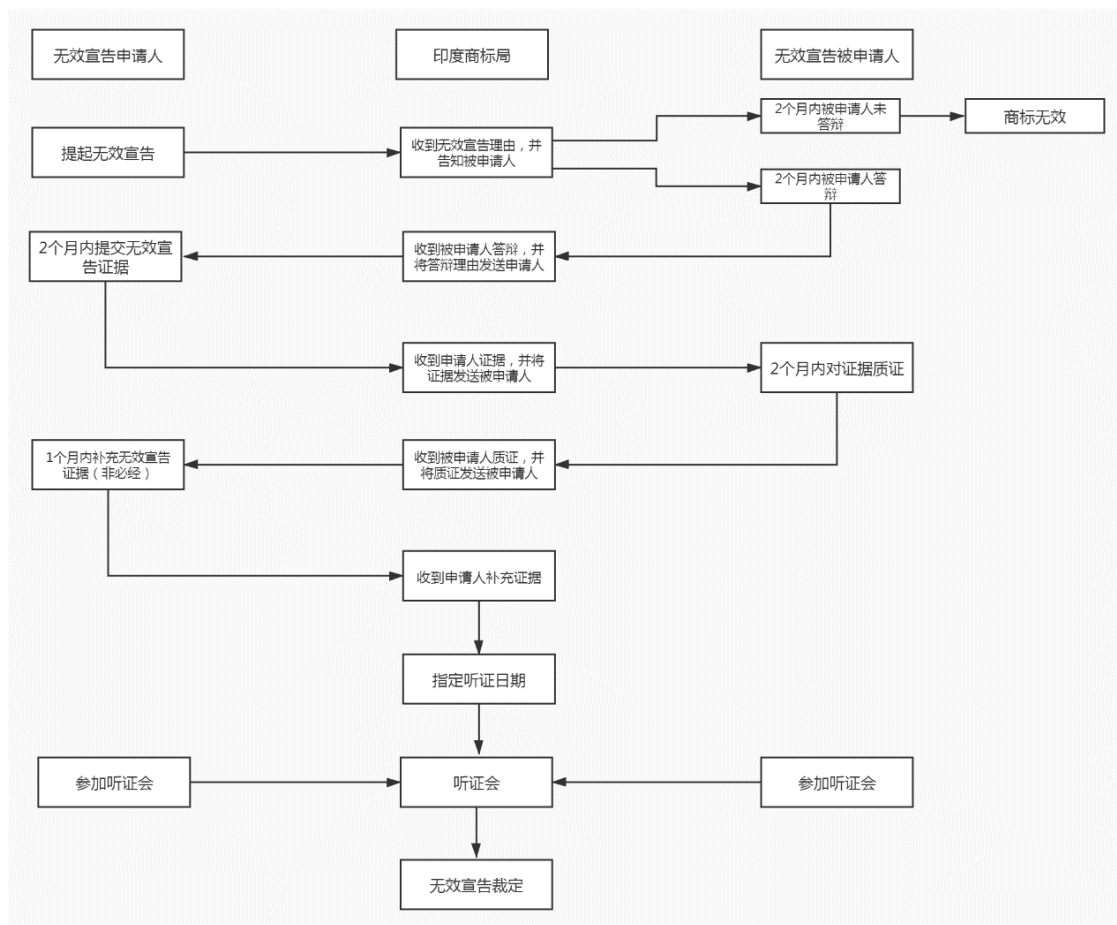 无效宣告申请人
印度商标局
无效宣告被申请人
2个月内被申请人未
答辩
商标无效
提起无效宣告
收到无效宣告理由，并
告知被申请人
2个月内被申请人答
辩
2个月内提交无效宣
告证据
收到被申请人答辩，并
将答辩理由发送申请人
收到申请人证据，并将
证据发送被申请人
2个月内对证据质证
1个月内补充无效宣告
证据（非必经）
收到被申请人质证，并
将质证发送被申请人
收到申请人补充证据
指定听证日期
参加听证会
听证会
参加听证会
无效宣告裁定